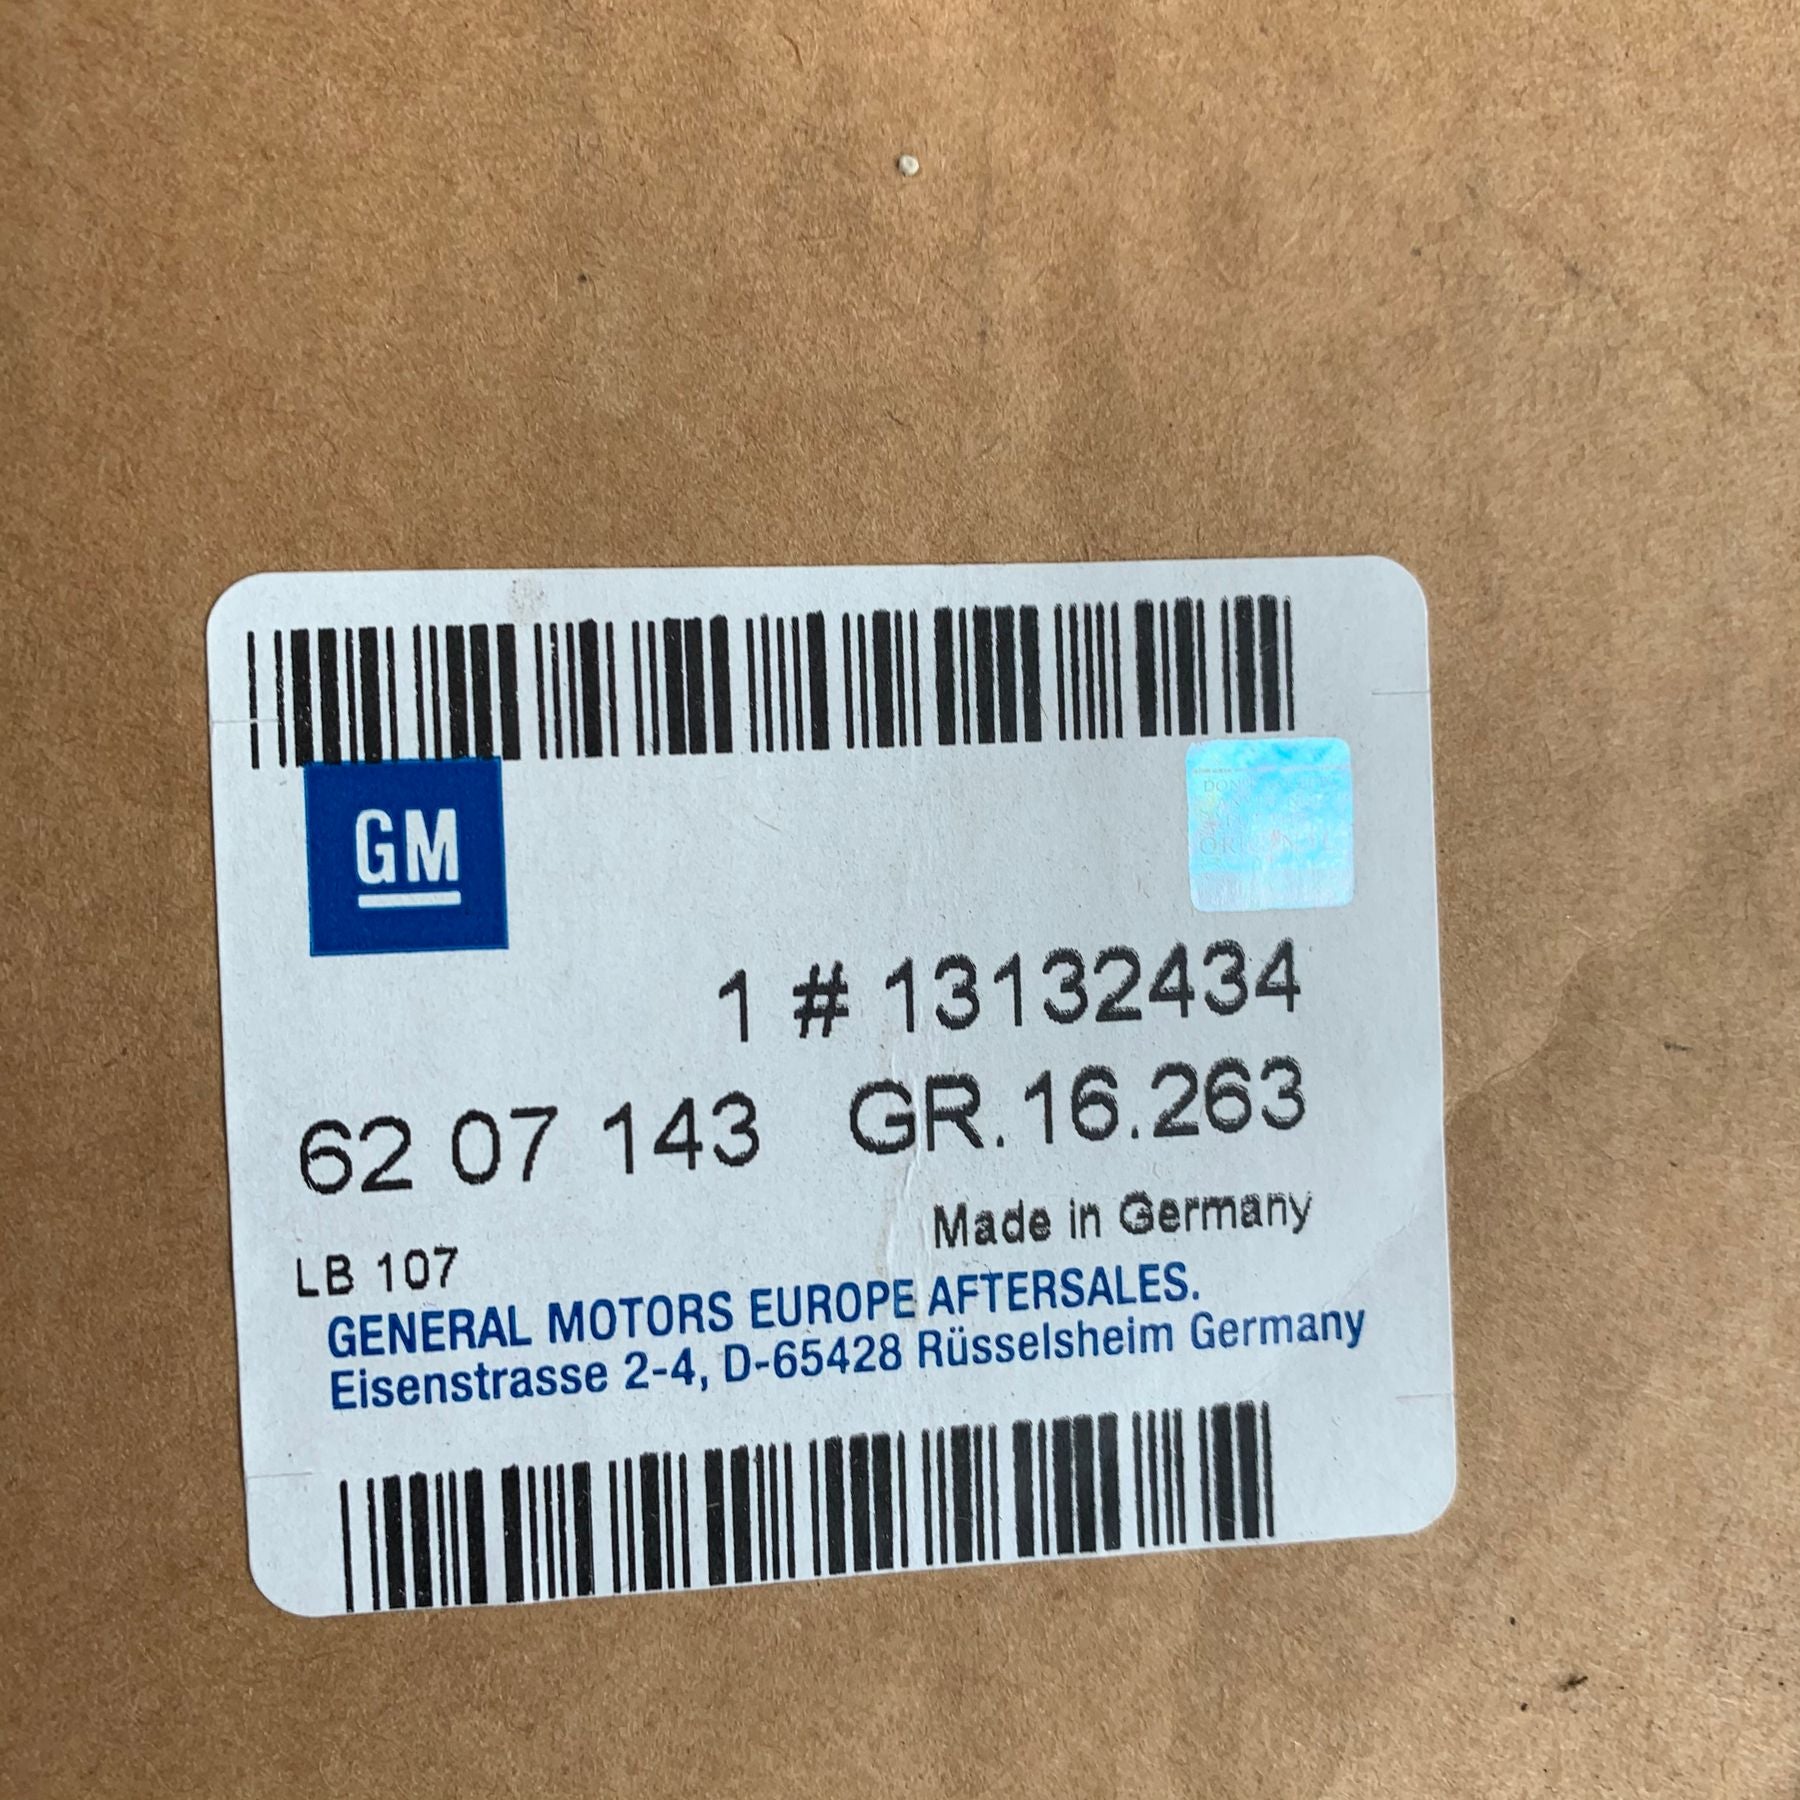 GM
ORIGINAL
1 # 13132434
62 07 143 GR.16.263
Made in Germany
LB 107
GENERAL MOTORS EUROPE AFTERSALES.
Eisenstrasse 2-4, D-65428 Rüsselsheim Germany